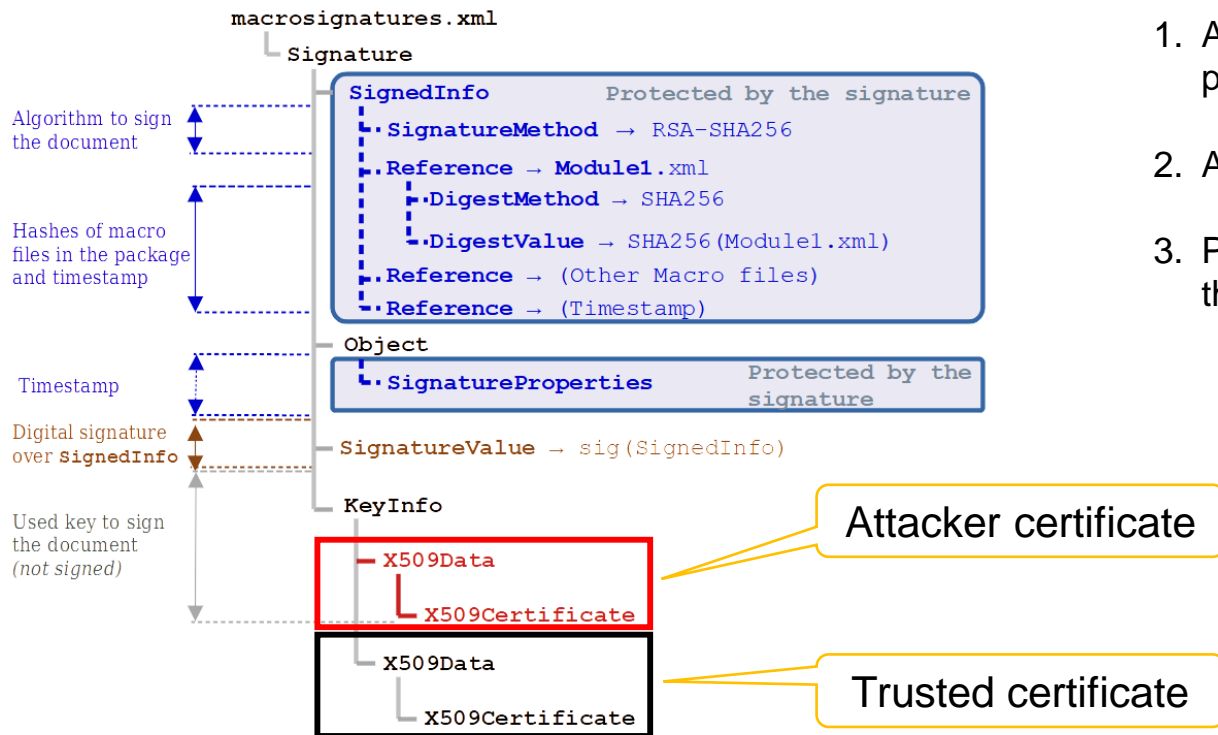 macrosignatures.xml
Signature
SignedInfo Protected by the signature
Algorithm to sign
the document
SignatureMethod → RSA-SHA256
Reference → Module1.xml
DigestMethod → SHA256
Hashes of macro
files in the package
and timestamp
DigestValue → SHA256(Module1.xml)
Reference → (Other Macro files)
Reference → (Timestamp)
Object
Timestamp
SignatureProperties
Protected by the
signature
Digital signature
over SignedInfo
SignatureValue → sig(SignedInfo)
Used key to sign
the document
(not signed)
KeyInfo
X509Data
X509Certificate
Attacker certificate
X509Data
X509Certificate
Trusted certificate
1. A
p
2. A
3. P
th